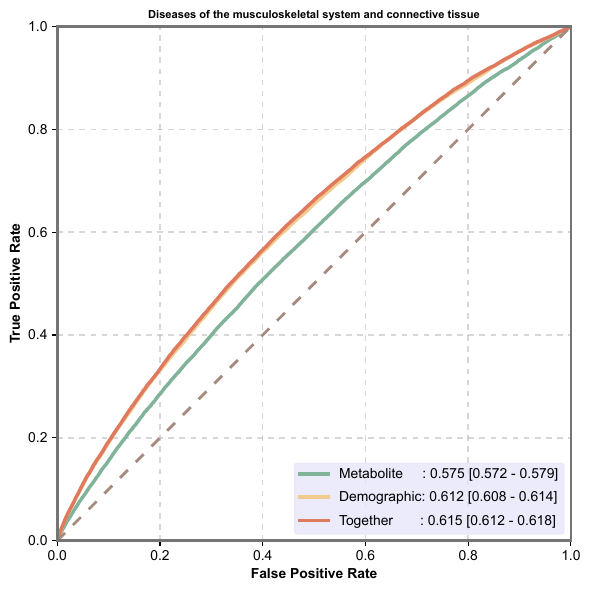 Diseases of the musculoskeletal system and connective tissue
1.0
0.8
0.6
0.4
0.2
0.0
True Positive Rate
Metabolite : 0.575 [0.572 - 0.579]
Demographic: 0.612 [0.608 - 0.614]
Together : 0.615 [0.612 - 0.618]
0.0 0.2 0.4 0.6 0.8 1.0
False Positive Rate